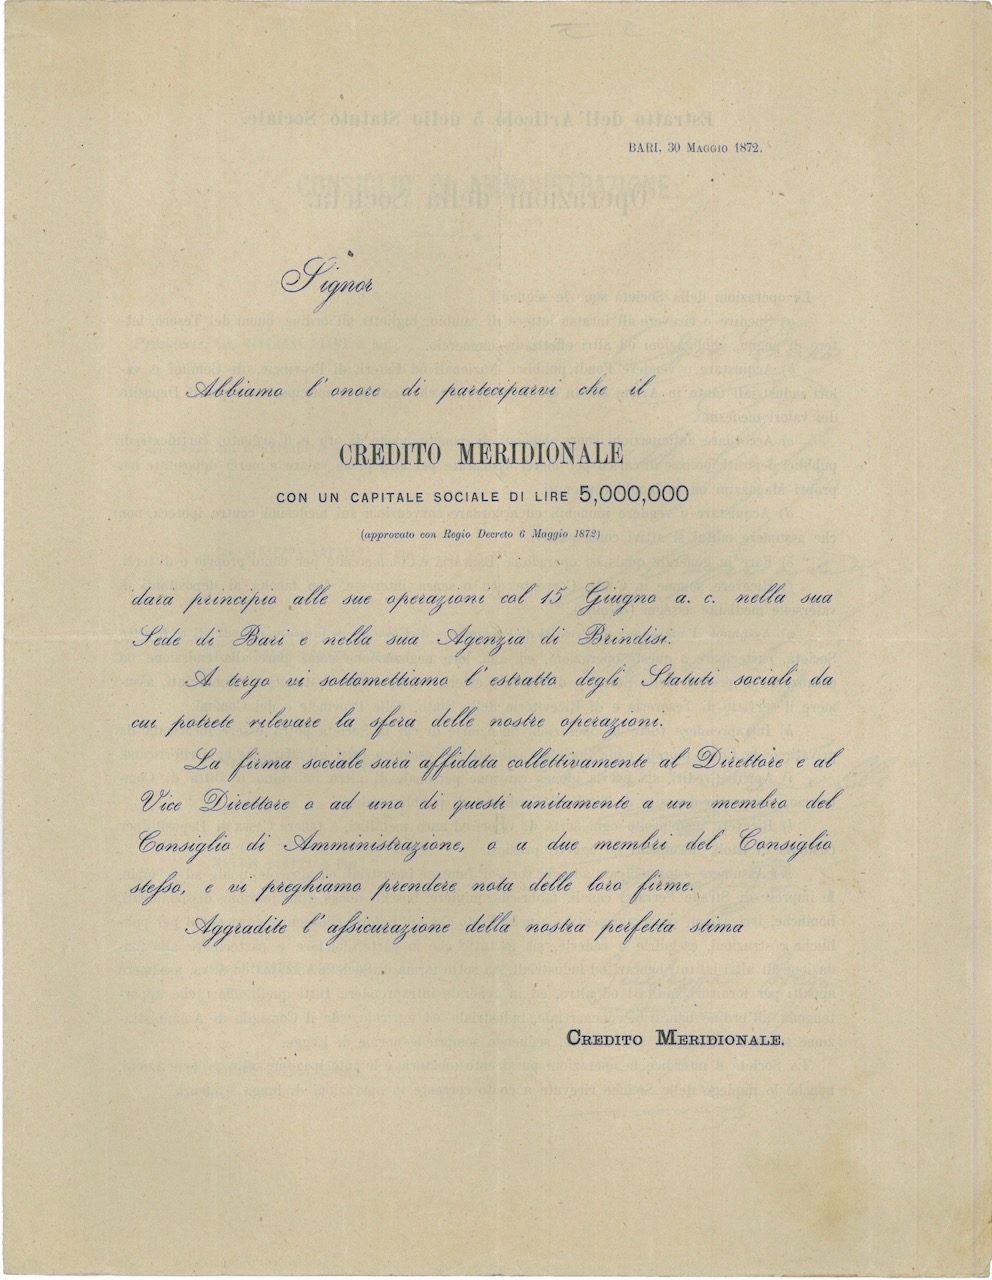 BARI, 30 MAGGIO 1872.
Signor
Abbiamo l'onore di parteciparvi che il
CREDITO MERIDIONALE
CON UN CAPITALE SOCIALE DI LIRE 5,000,000
(approvato con Regio Decreto 6 Maggio 1872)
darà principio alle sue operazioni col 15 Giugno a. c. nella sua
Sede di Bari e nella sua Agenzia di Brindisi.
A tergo vi sottomettiamo l'estratto degli Statuti sociali da
cui potrete rilevare la sfera delle nostre operazioni.
La firma sociale sarà affidata collettivamente al Direttore e al
Vice Direttore o ad uno di questi unitamente a un membro del
Consiglio di Amministrazione, o a due membri del Consiglio
stesso, e vi preghiamo prendere nota delle loro firme.
Aggradite l'assicurazione della nostra perfetta stima
CREDITO MERIDIONALE.